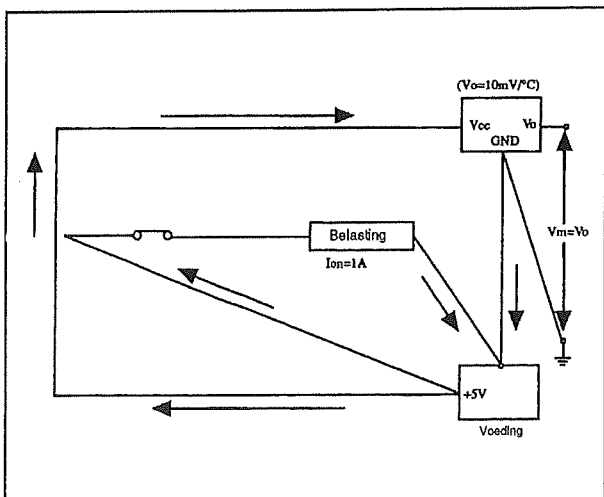 (Vo=10mV/°C)
Vcc Vo
GND
Belasting
Ion=1A
Vm=Vo
+5V
Voeding